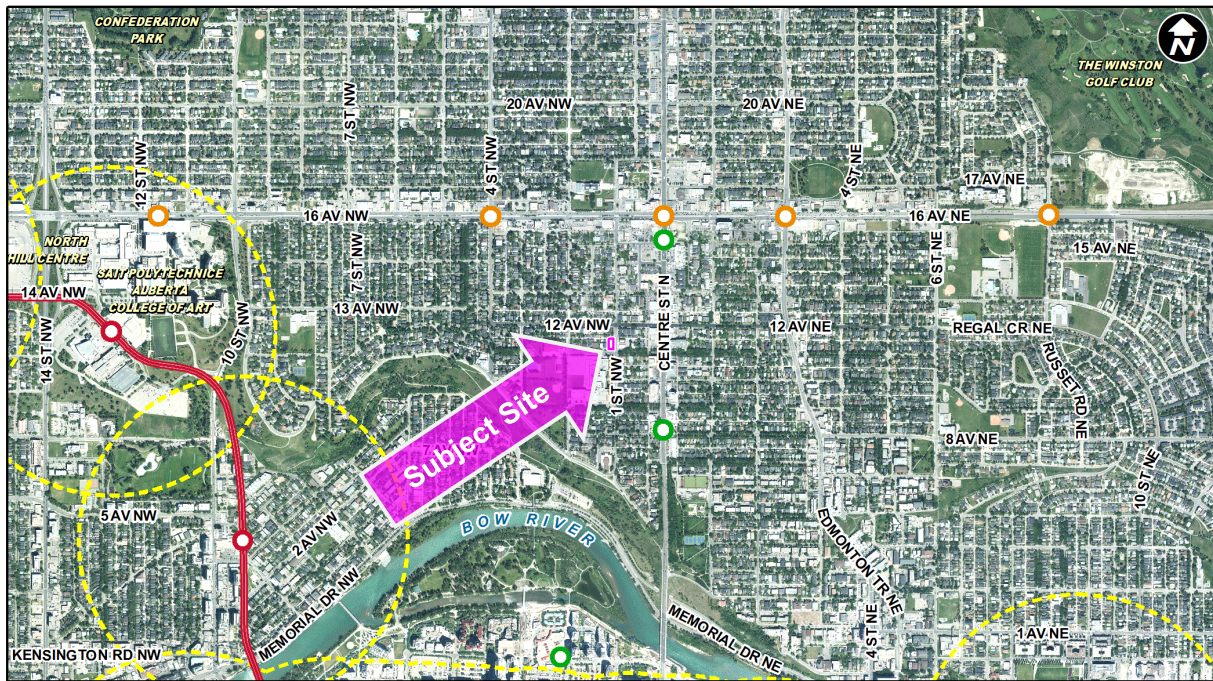 CONFEDERATION
PARK
N
THE WINSTON
GOLF CLUB
7 ST NW
20 AV NW
20 AV NE
12 ST NW
4 ST NW
4 ST NE
17 AV NE
16 AV NW
16 AV NE
NORTH
HILL CENTRE
SAIT POLYTECHNICE
ALBERTA
COLLEGE OF ART
7 ST NW
6 ST NE
15 AV NE
14 AV NW
13 AV NW
10 ST NW
12 AV NW
CENTRE ST N
12 AV NE
REGAL CR NE
14 ST NW
1 ST NW
RUSSET RD NE
Subject Site
8 AV NE
10 ST NE
5 AV NW
2 AV NW
BOW RIVER
EDMONTON TR NE
MEMORIAL DR NW
MEMORIAL DR NE
4 ST NE
1 AV NE
KENSINGTON RD NW